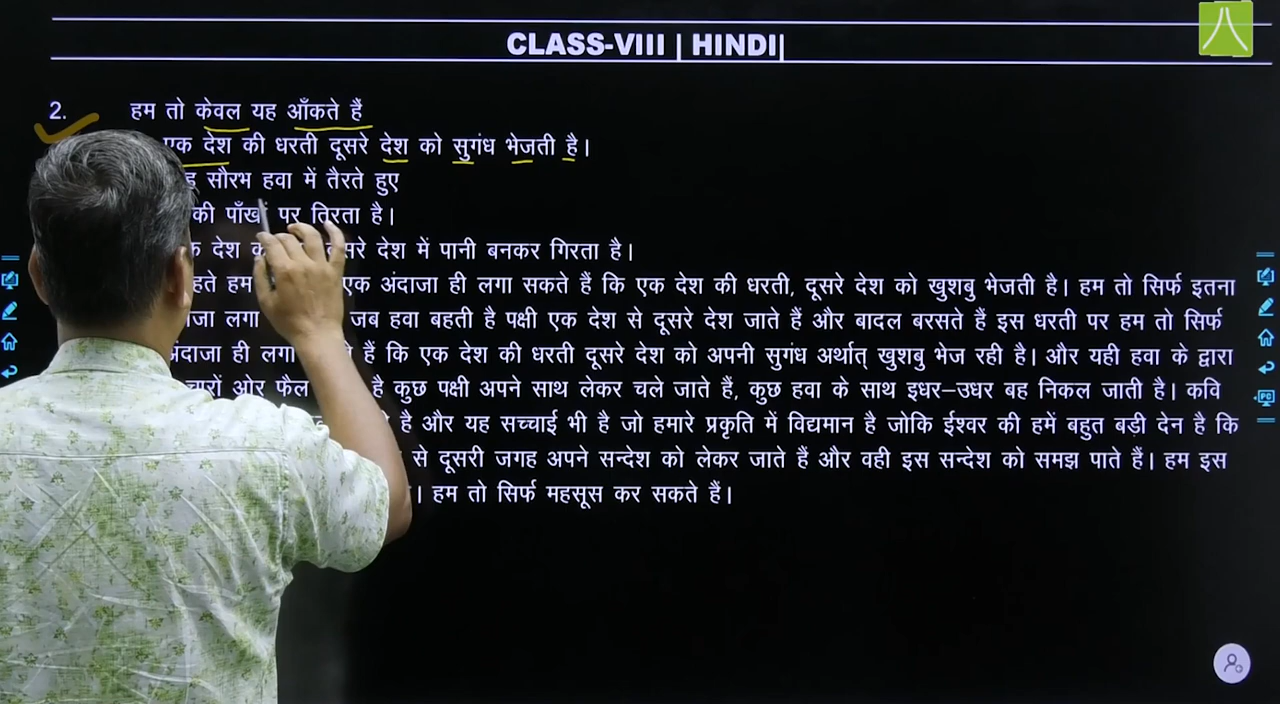 CLASS-VIII | HINDI|
2. हम तो केवल यह आँकते हैं
एक देश की धरती दूसरे देश को सुगंध भेजती है।
सौरभ हवा में तैरते हुए
की पर तिरता है।
देश देश में पानी बनकर गिरता है।
हम एक अंदाजा ही लगा सकते हैं कि एक देश की धरती, दूसरे देश को खुशबु भेजती है। हम तो सिर्फ इतना
लगा जब हवा बहती है पक्षी एक देश से दूसरे देश जाते हैं और बादल बरसते हैं इस धरती पर हम तो सिर्फ
अंदाजा ही हैं कि एक देश की धरती दूसरे देश को अपनी सुगंध अर्थात् खुशबु भेज रही है। और यही हवा के द्वारा
चारों ओर फैल है कुछ पक्षी अपने साथ लेकर चले जाते हैं, कुछ हवा के साथ इधर–उधर बह निकल जाती है। कवि
है और यह सच्चाई भी है जो हमारे प्रकृति में विद्यमान है जोकि ईश्वर की हमें बहुत बड़ी देन है कि
से दूसरी जगह अपने सन्देश को लेकर जाते हैं और वही इस सन्देश को समझ पाते हैं। हम इस
। हम तो सिर्फ महसूस कर सकते हैं।
PC